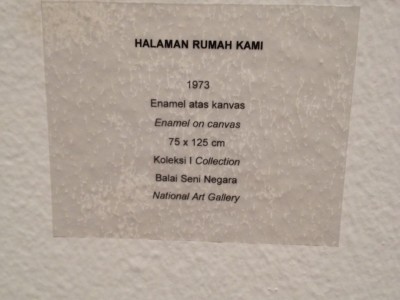 HALAMAN RUMAH KAMI
1973
Enamel atas kanvas
Enamel on canvas
75 x 125 cm
Koleksi I Collection
Balai Seni Negara
National Art Gallery